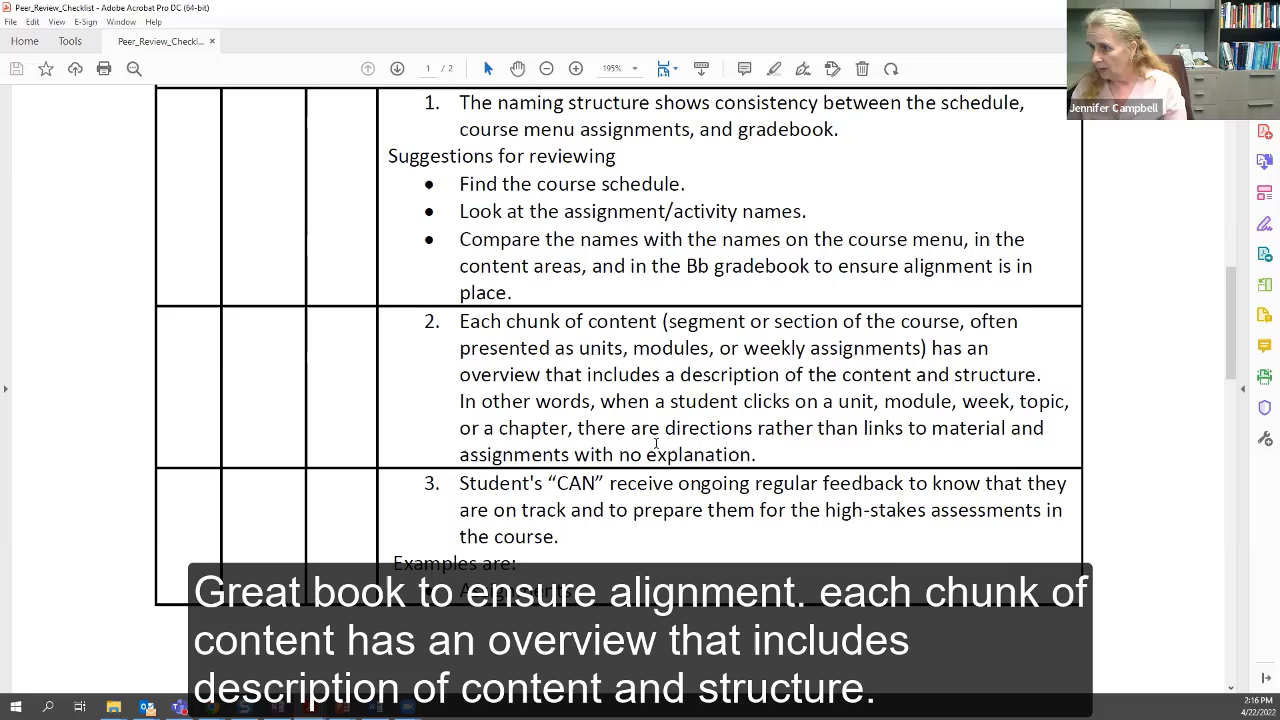 Peer_Review_Checklist - Adobe Acrobat Pro DC (64-bit)
File Edit View E-Sign Window Help
Home Tools Peer_Review_Checkl... ×
1 / 2 195%
Jennifer Campbell
1. The naming structure shows consistency between the schedule,
course menu assignments, and gradebook.
Suggestions for reviewing
• Find the course schedule.
• Look at the assignment/activity names.
• Compare the names with the names on the course menu, in the
content areas, and in the Bb gradebook to ensure alignment is in
place.
2. Each chunk of content (segment or section of the course, often
presented as units, modules, or weekly assignments) has an
overview that includes a description of the content and structure.
In other words, when a student clicks on a unit, module, week, topic,
or a chapter, there are directions rather than links to material and
assignments with no explanation.
3. Student's “CAN” receive ongoing regular feedback to know that they
are on track and to prepare them for the high-stakes assessments in
the course.
Examples are:
• Assignments
Great book to ensure alignment. each chunk of
content has an overview that includes
description of content and structure.
2:16 PM
4/22/2022